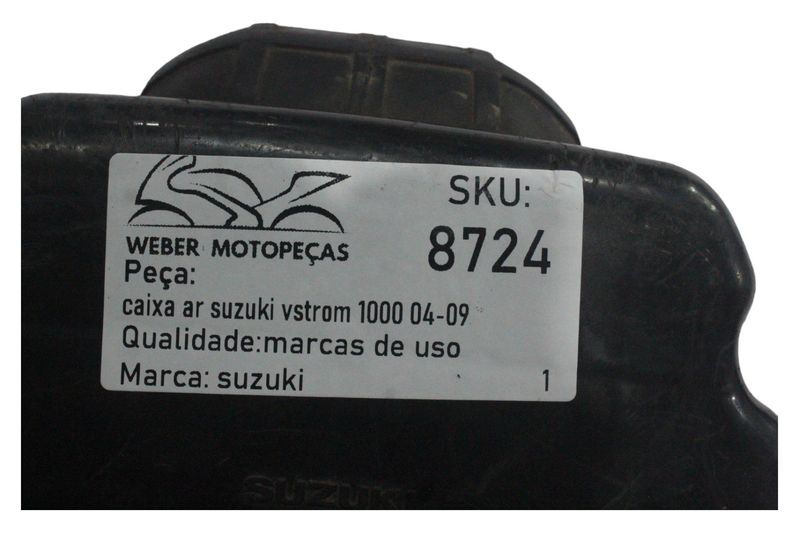 WEBER MOTOPEÇAS
SKU:
8724
Peça:
caixa ar suzuki vstrom 1000 04-09
Qualidade:marcas de uso
Marca: suzuki 1
SUZUKI